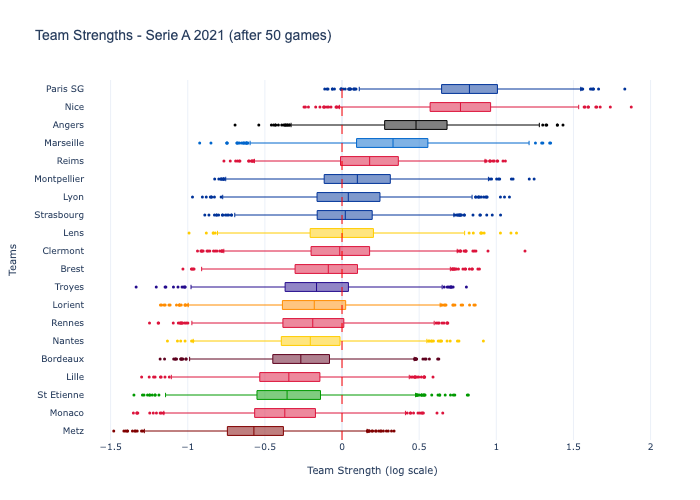 Team Strengths - Serie A 2021 (after 50 games)
Paris SG
Nice
Angers
Marseille
Reims
Montpellier
Lyon
Strasbourg
Lens
Clermont
Brest
Troyes
Lorient
Rennes
Nantes
Bordeaux
Lille
St Etienne
Monaco
Metz
Teams
−1.5 −1 −0.5 0 0.5 1 1.5 2
Team Strength (log scale)